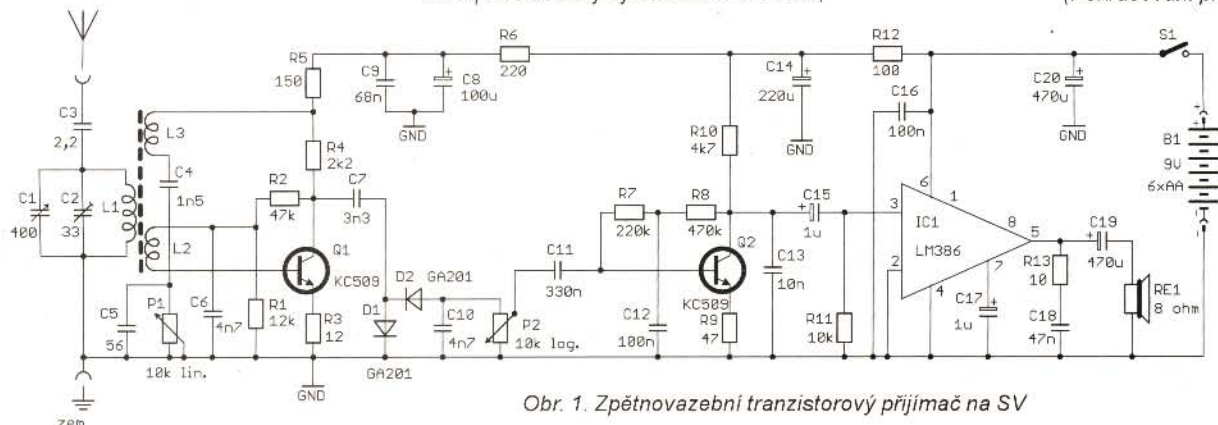 (Pokračování př
R5
150
C9
68n
C8
100u
GND
R6
220
C14
220u
GND
R12
100
C16
100n
C20
470u
GND
S1
B1
9V
6xAA
C3
2,2
C1
400
C2
33
L1
L3
C4
1n5
L2
R4
2k2
R2
47k
C7
3n3
Q1
KC509
C5
56
P1
10k lin.
C6
4n7
R1
12k
R3
12
GND
D1
GA201
D2
GA201
C10
4n7
P2
10k log.
C11
330n
R7
220k
R8
470k
R10
4k7
C12
100n
Q2
KC509
R9
47
C13
10n
C15
1u
R11
10k
IC1
LM386
3
2
6
1
8
5
7
4
C17
1u
R13
10
C18
47n
C19
470u
RE1
8 ohm
zem
Obr. 1. Zpětnovazební tranzistorový přijímač na SV